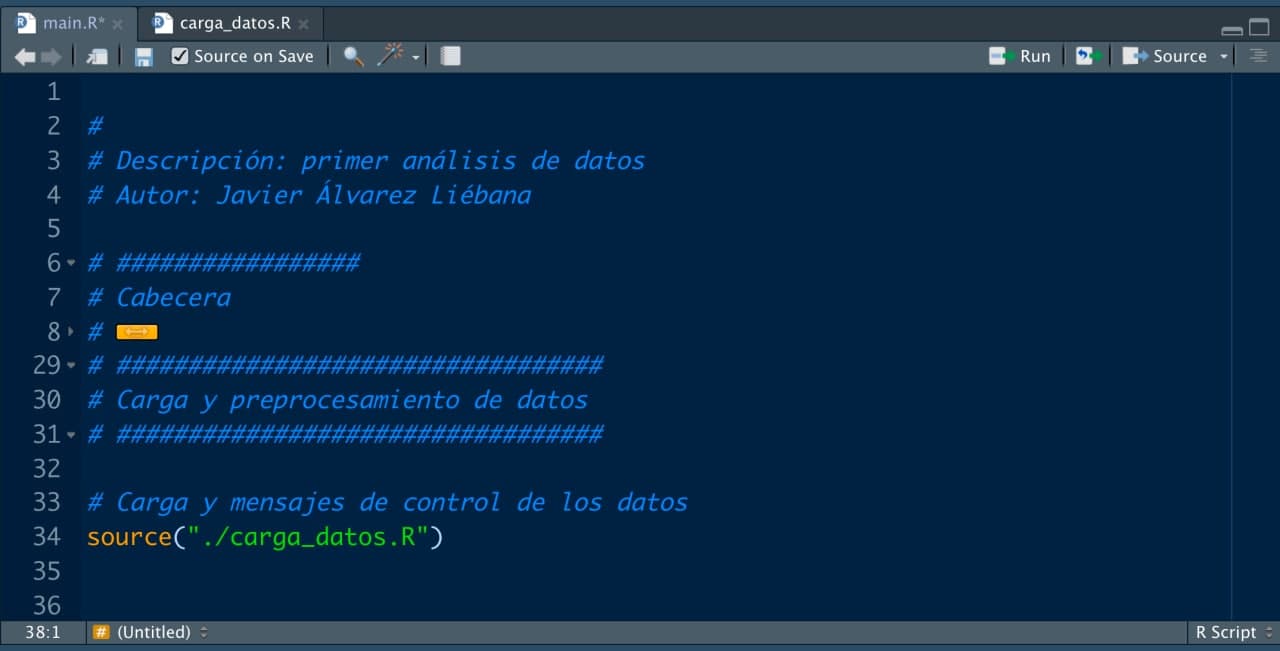 main.R* × carga_datos.R ×
Source on Save Run Source
1
2 #
3 # Descripción: primer análisis de datos
4 # Autor: Javier Álvarez Liébana
5
6 # #################
7 # Cabecera
8 #
29 # ##################################
30 # Carga y preprocesamiento de datos
31 # ##################################
32
33 # Carga y mensajes de control de los datos
34 source("./carga_datos.R")
35
36
38:1 # (Untitled) R Script